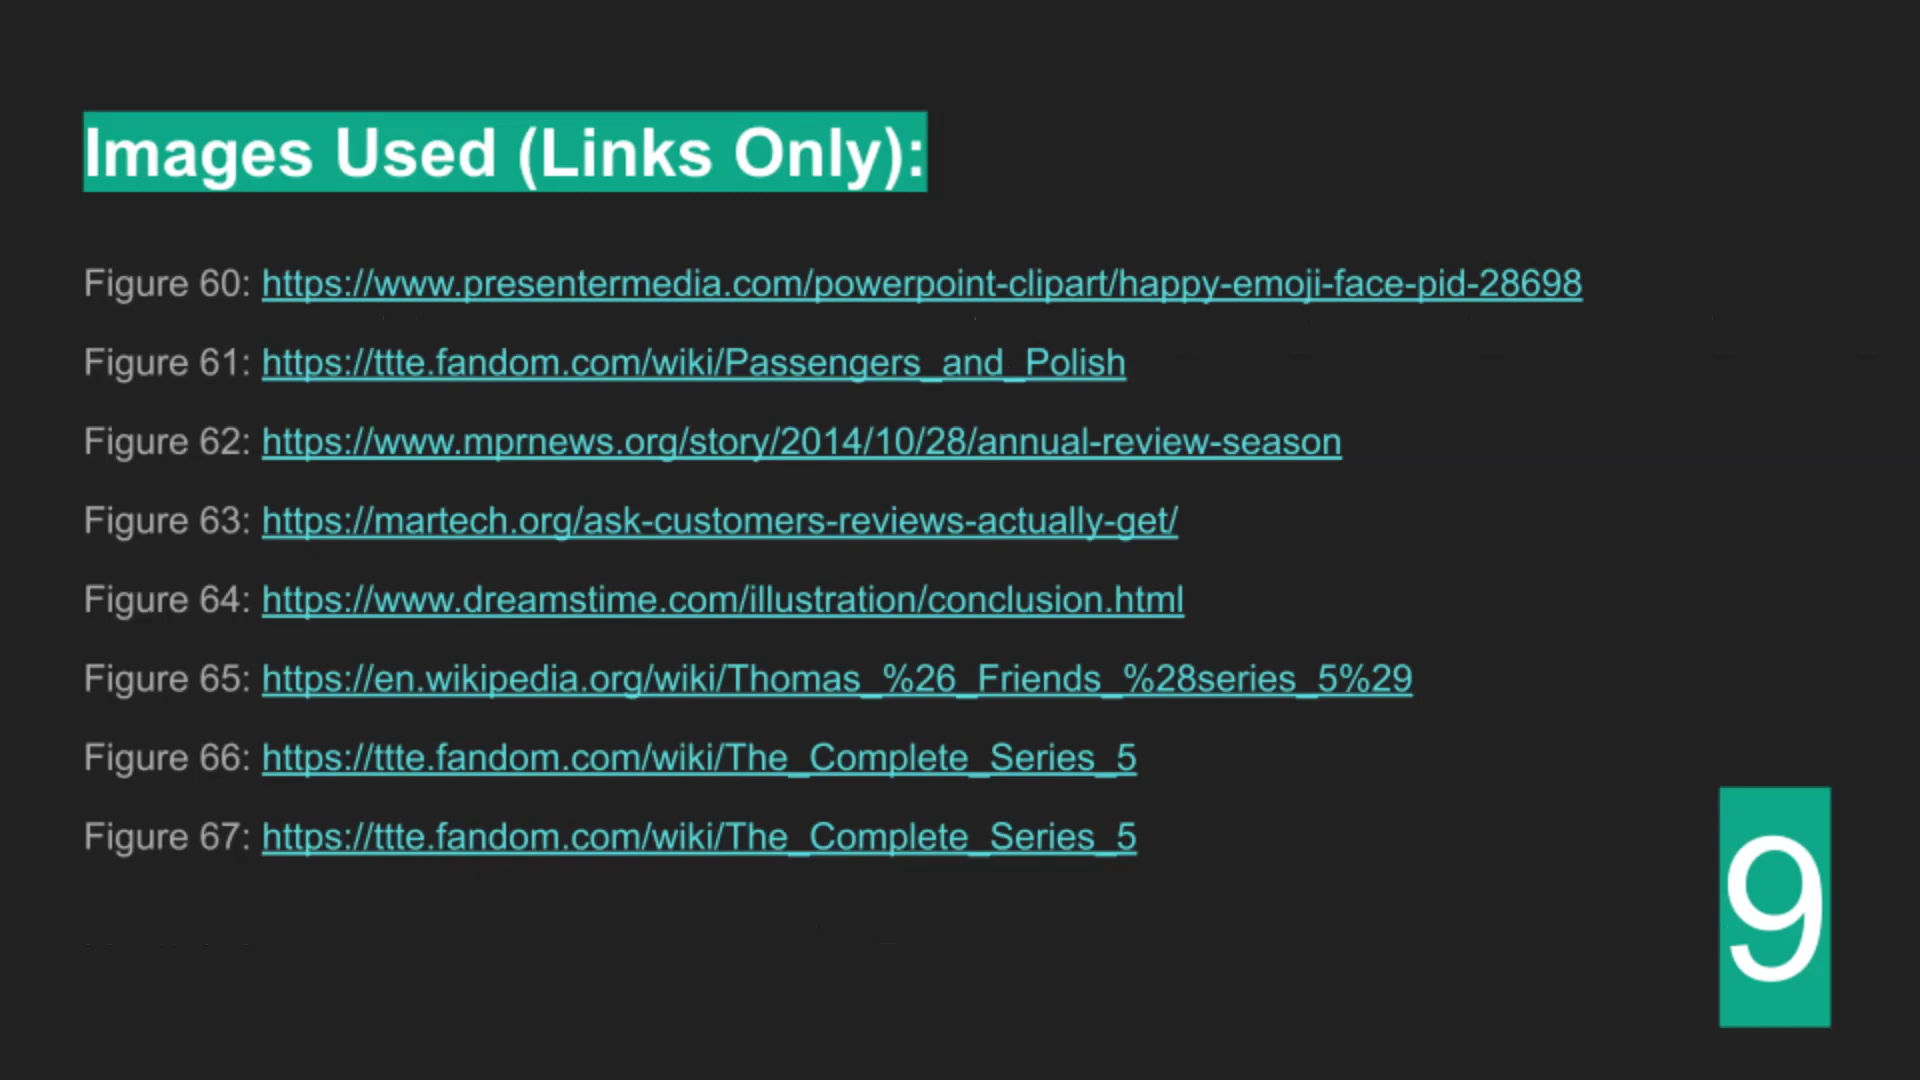 Images Used (Links Only):
Figure 60: https://www.presentermedia.com/powerpoint-clipart/happy-emoji-face-pid-28698
Figure 61: https://ttte.fandom.com/wiki/Passengers_and_Polish
Figure 62: https://www.mprnews.org/story/2014/10/28/annual-review-season
Figure 63: https://martech.org/ask-customers-reviews-actually-get/
Figure 64: https://www.dreamstime.com/illustration/conclusion.html
Figure 65: https://en.wikipedia.org/wiki/Thomas_%26_Friends_%28series_5%29
Figure 66: https://ttte.fandom.com/wiki/The_Complete_Series_5
Figure 67: https://ttte.fandom.com/wiki/The_Complete_Series_5
9